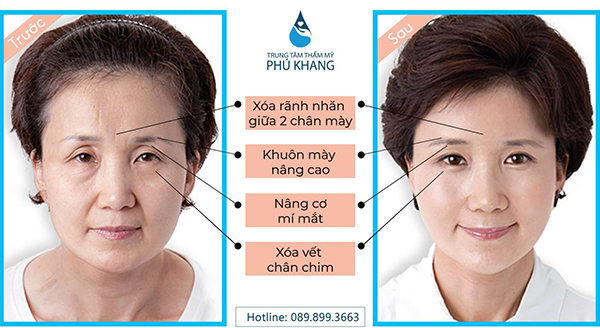 Trước
TRUNG TÂM THẨM MỸ
PHÚ KHANG
Sau
Xóa rãnh nhăn
giữa 2 chân mày
Khuôn mày
nâng cao
Nâng cơ
mí mắt
Xóa vết
chân chim
Hotline: 089.899.3663